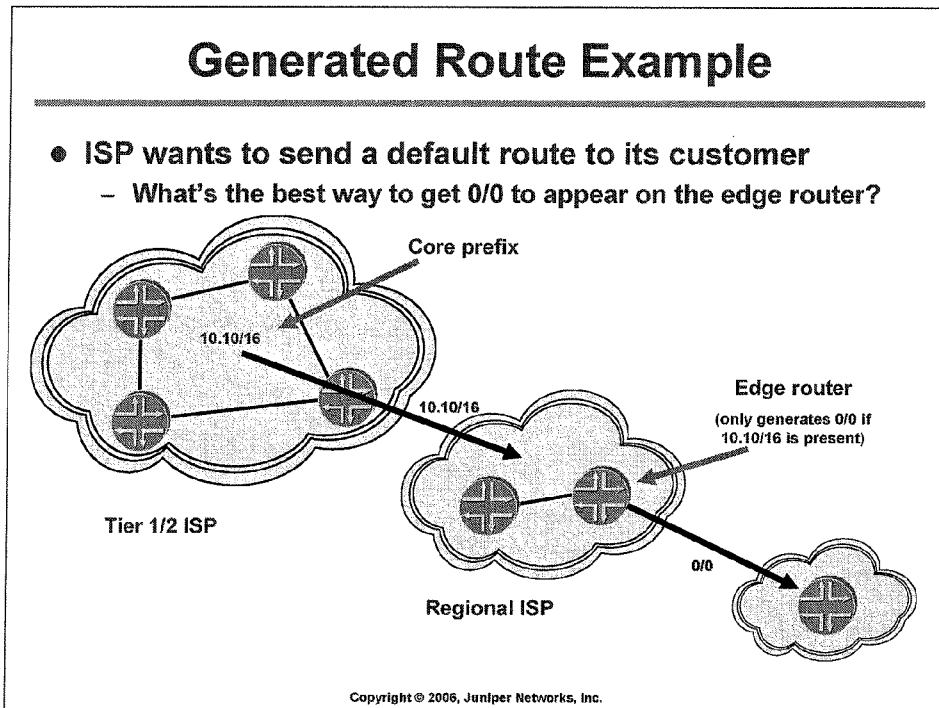 Generated Route Example
● ISP wants to send a default route to its customer
– What's the best way to get 0/0 to appear on the edge router?
Core prefix
10.10/16
10.10/16
Edge router
(only generates 0/0 if
10.10/16 is present)
Tier 1/2 ISP
0/0
Regional ISP
Copyright © 2006, Juniper Networks, Inc.